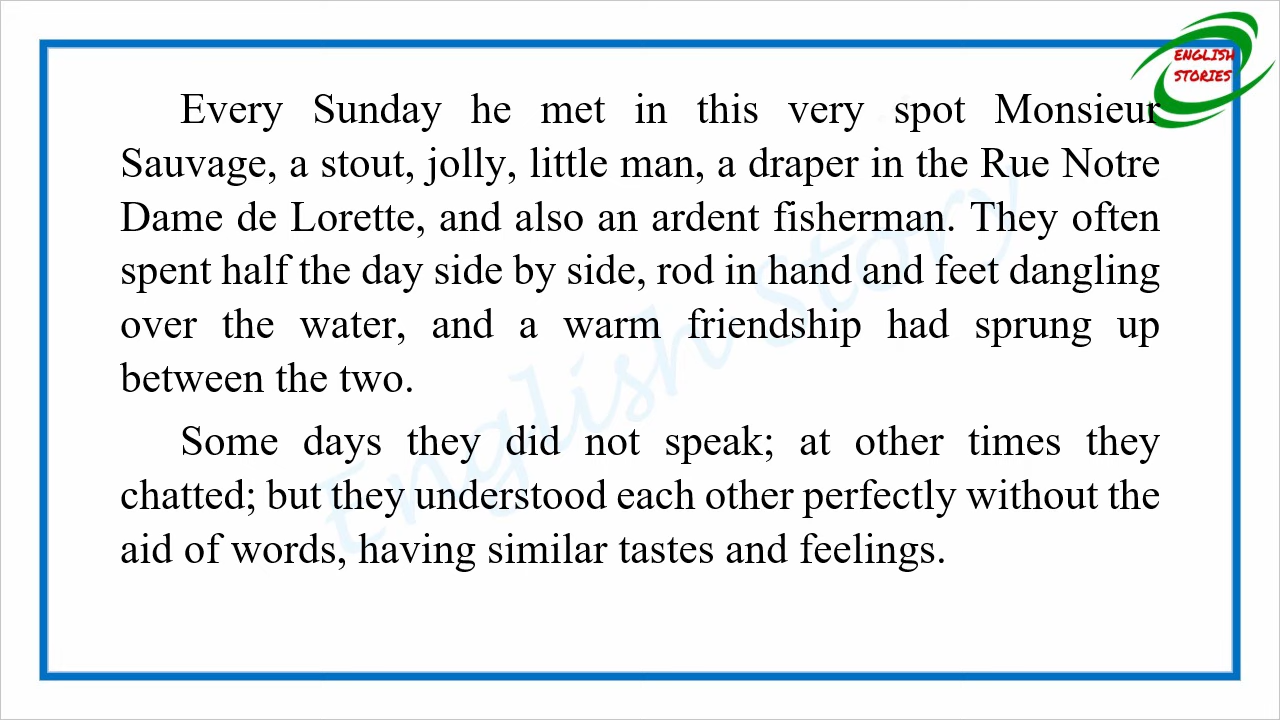 ENGLISH
STORIES
Every Sunday he met in this very spot Monsieur
Sauvage, a stout, jolly, little man, a draper in the Rue Notre
Dame de Lorette, and also an ardent fisherman. They often
spent half the day side by side, rod in hand and feet dangling
over the water, and a warm friendship had sprung up
between the two.
Some days they did not speak; at other times they
chatted; but they understood each other perfectly without the
aid of words, having similar tastes and feelings.
English Story